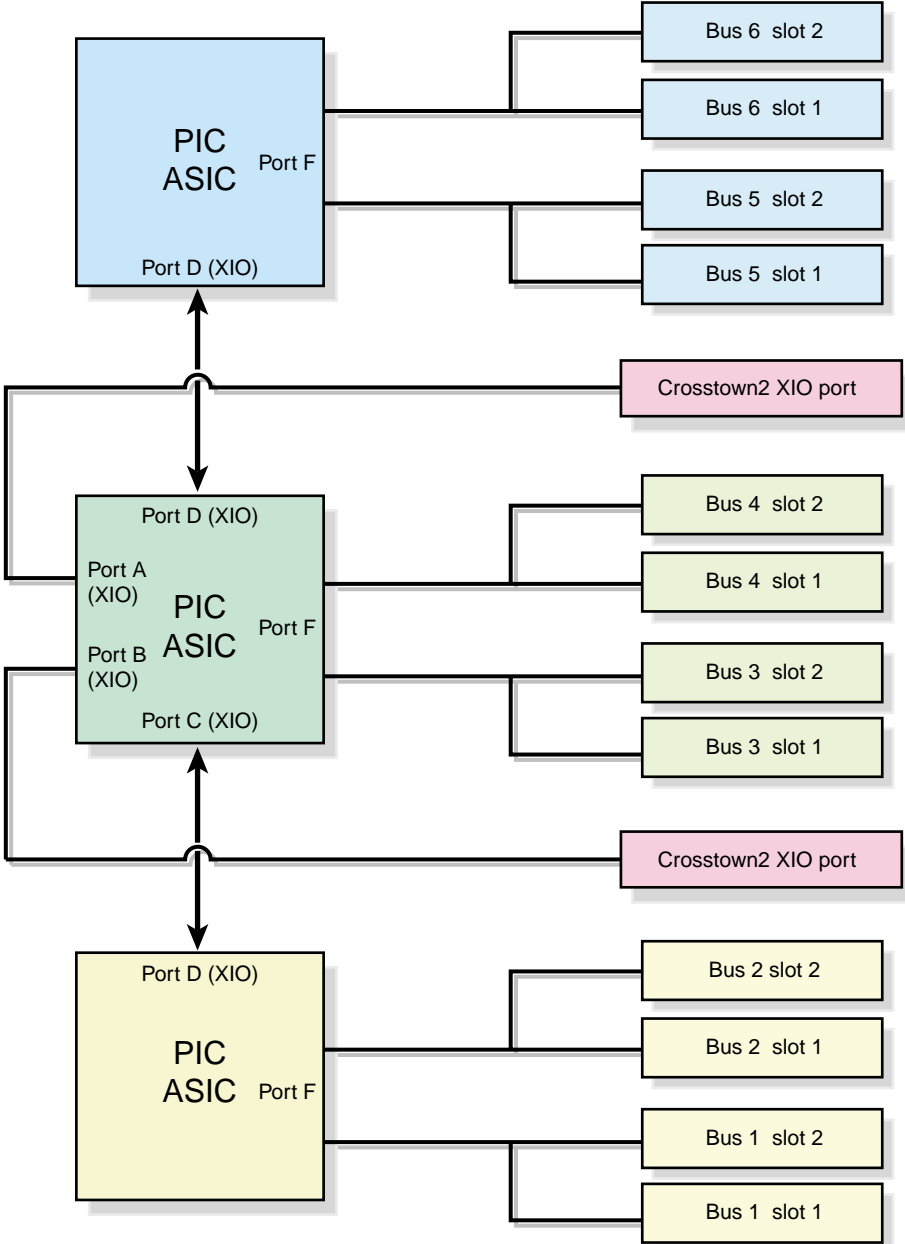 Bus 6 slot 2
Bus 6 slot 1
PIC
ASIC
Port F
Bus 5 slot 2
Bus 5 slot 1
Port D (XIO)
Crosstown2 XIO port
Port D (XIO)
Bus 4 slot 2
Port A
(XIO)
Bus 4 slot 1
PIC
ASIC
Port F
Port B
(XIO)
Bus 3 slot 2
Port C (XIO)
Bus 3 slot 1
Crosstown2 XIO port
Port D (XIO)
Bus 2 slot 2
Bus 2 slot 1
PIC
ASIC
Port F
Bus 1 slot 2
Bus 1 slot 1